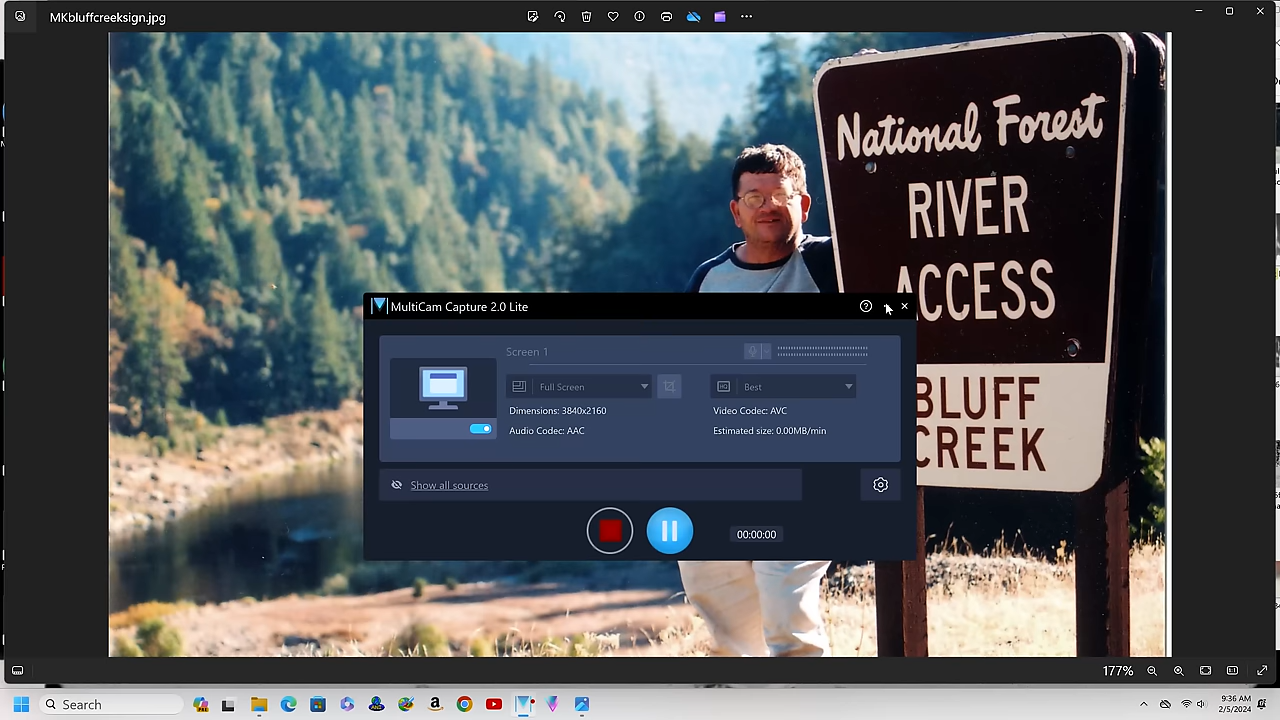 MKbluffcreeksign.jpg
National Forest
RIVER
ACCESS
BLUFF
CREEK
MultiCam Capture 2.0 Lite
Screen 1
Full Screen
HQ
Best
Dimensions: 3840x2160
Video Codec: AVC
Audio Codec: AAC
Estimated size: 0.00MB/min
Show all sources
00:00:00
177%
Search
9:36 AM
2/5/2024